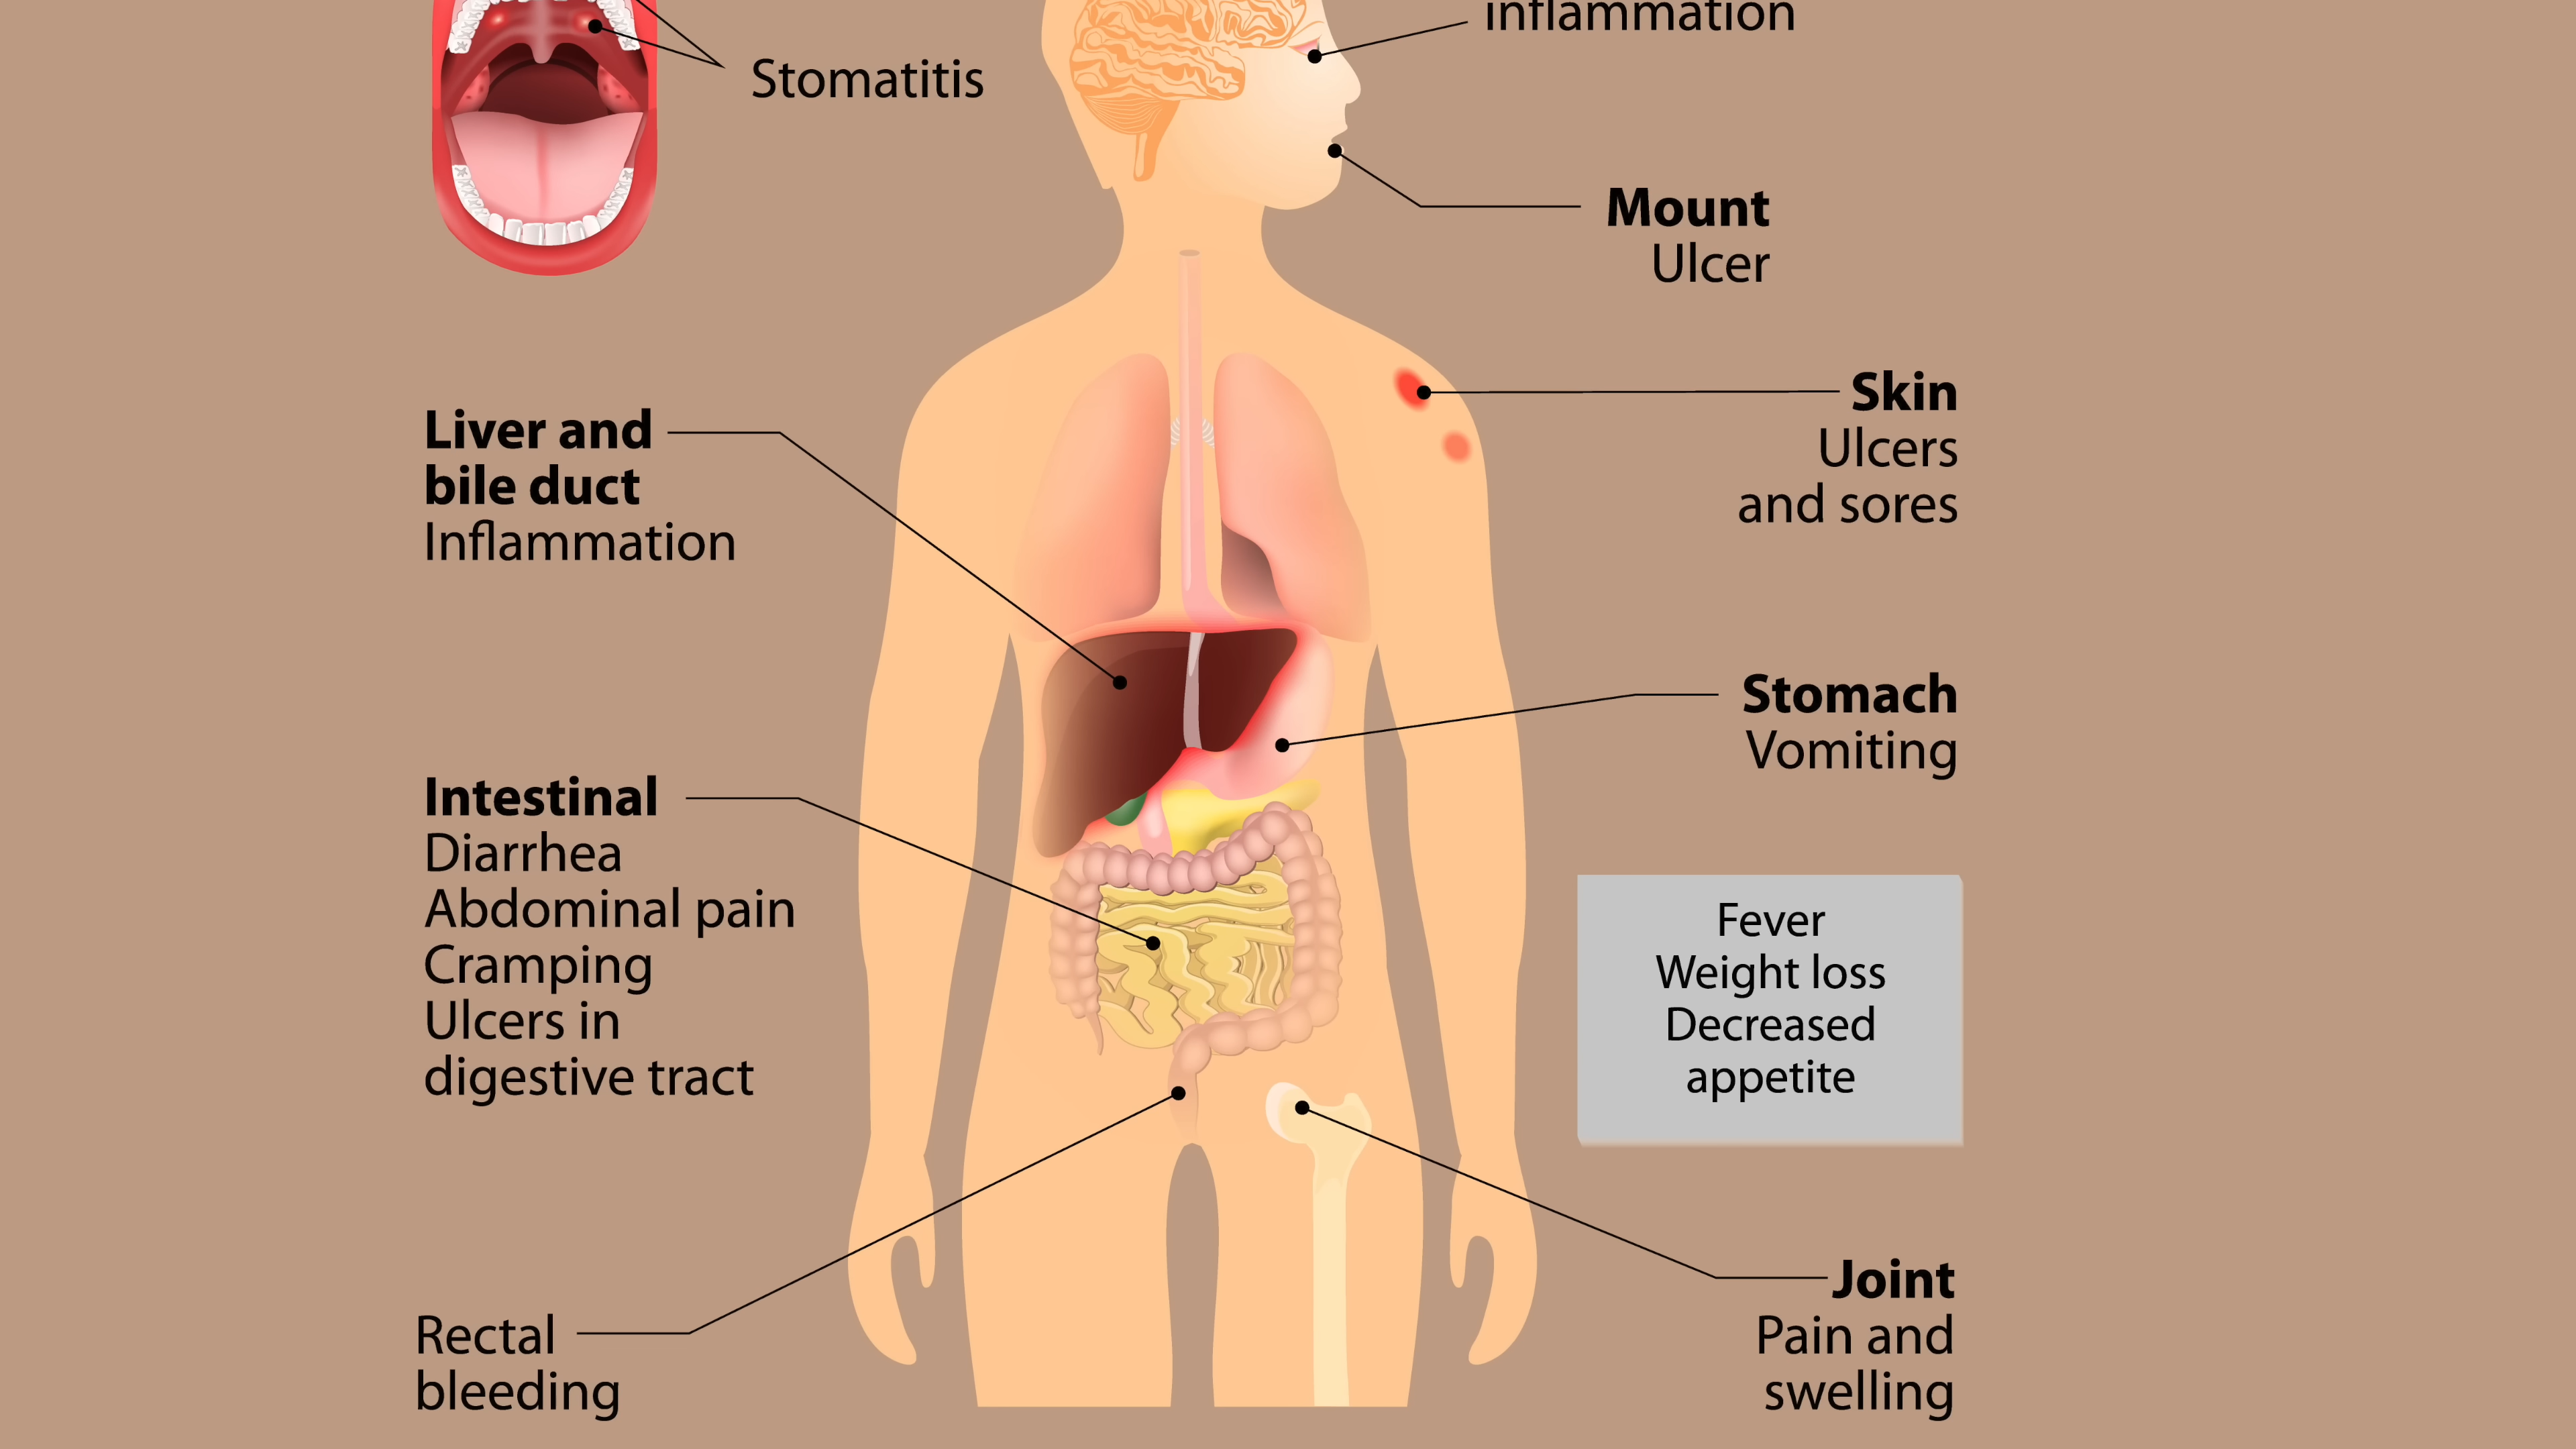 inflammation
Stomatitis
Mount
Ulcer
Skin
Ulcers
and sores
Liver and
bile duct
Inflammation
Stomach
Vomiting
Intestinal
Diarrhea
Abdominal pain
Cramping
Ulcers in
digestive tract
Fever
Weight loss
Decreased
appetite
Joint
Pain and
swelling
Rectal
bleeding